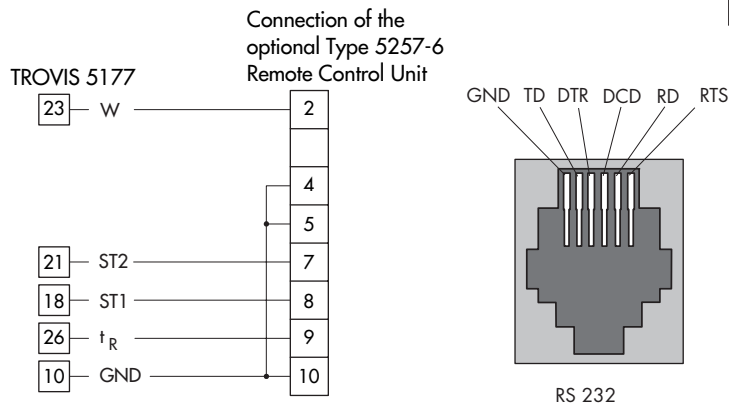 Connection of the
optional Type 5257-6
Remote Control Unit
TROVIS 5177
23 W 2
4
5
21 ST2 7
18 ST1 8
26 t R 9
10 GND 10
GND TD DTR DCD RD RTS
RS 232